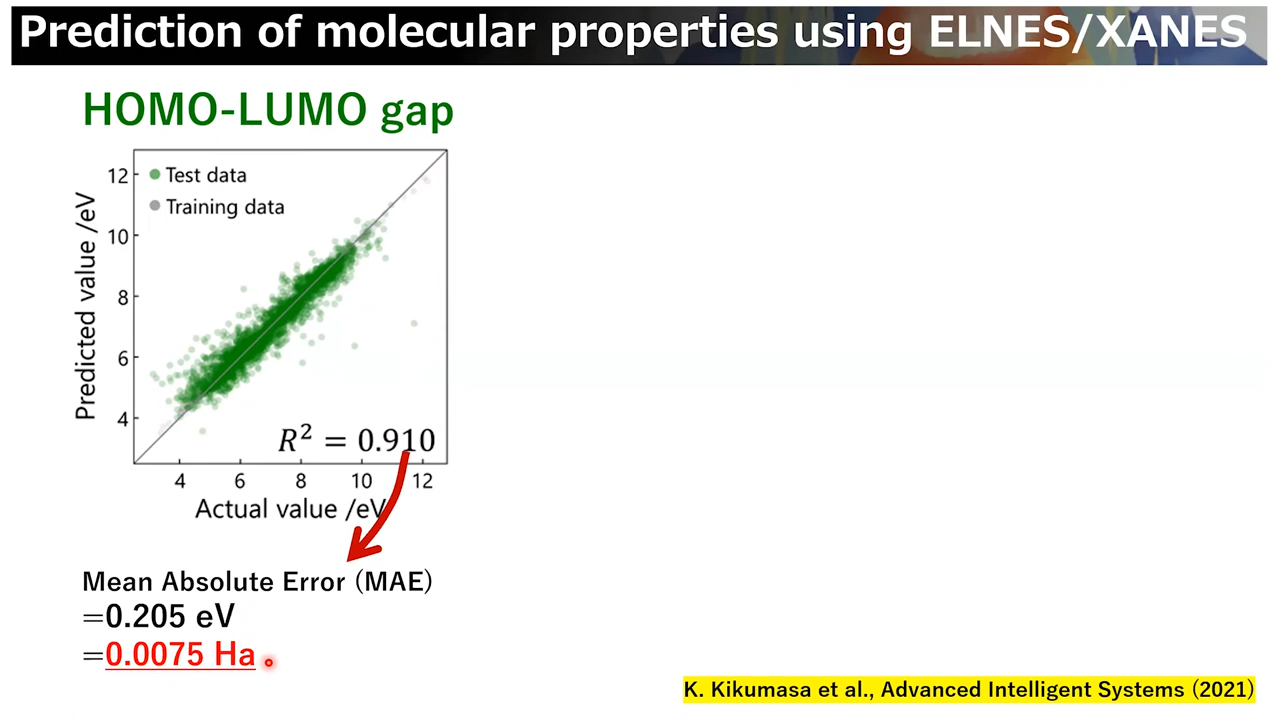 Prediction of molecular properties using ELNES/XANES
HOMO-LUMO gap
Test data
Training data
12
10
8
6
4
Predicted value /eV
R² = 0.910
4 6 8 10 12
Actual value /eV
Mean Absolute Error (MAE)
=0.205 eV
=0.0075 Ha
K. Kikumasa et al., Advanced Intelligent Systems (2021)